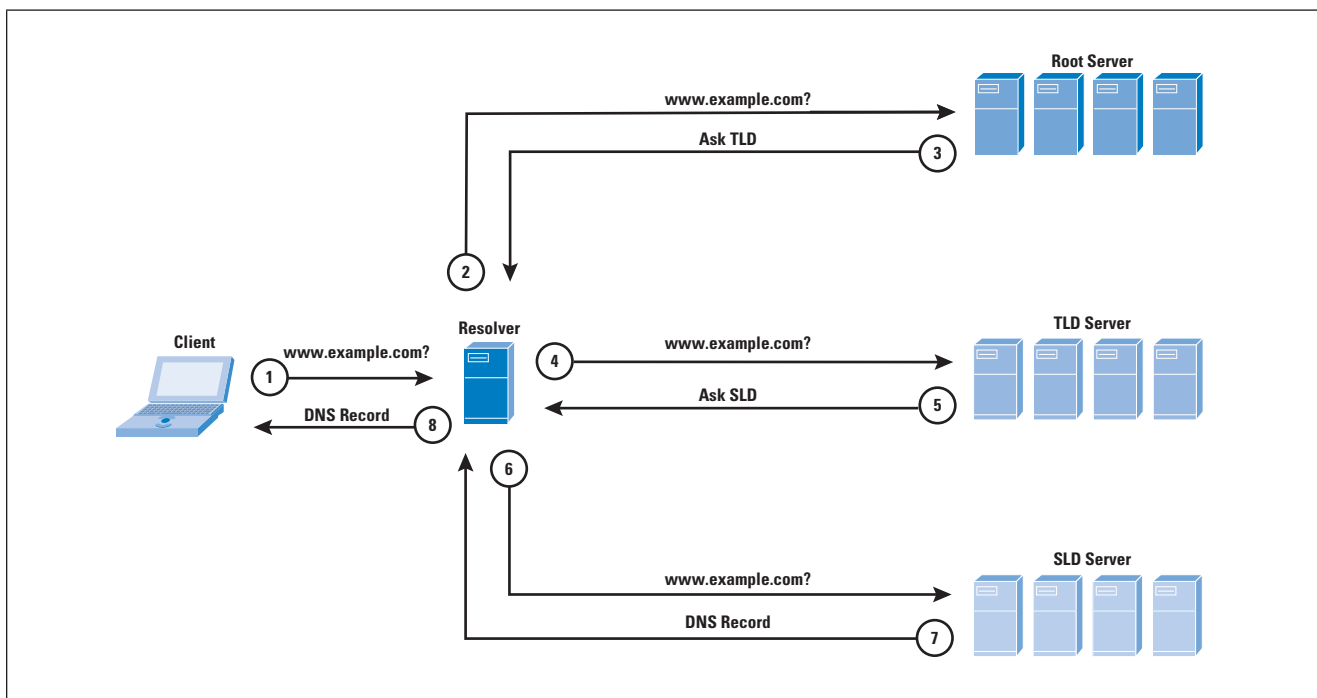 Root Server
www.example.com?
Ask TLD
3
2
Client
Resolver
TLD Server
www.example.com?
1
4
www.example.com?
DNS Record
8
Ask SLD
5
6
SLD Server
www.example.com?
DNS Record
7